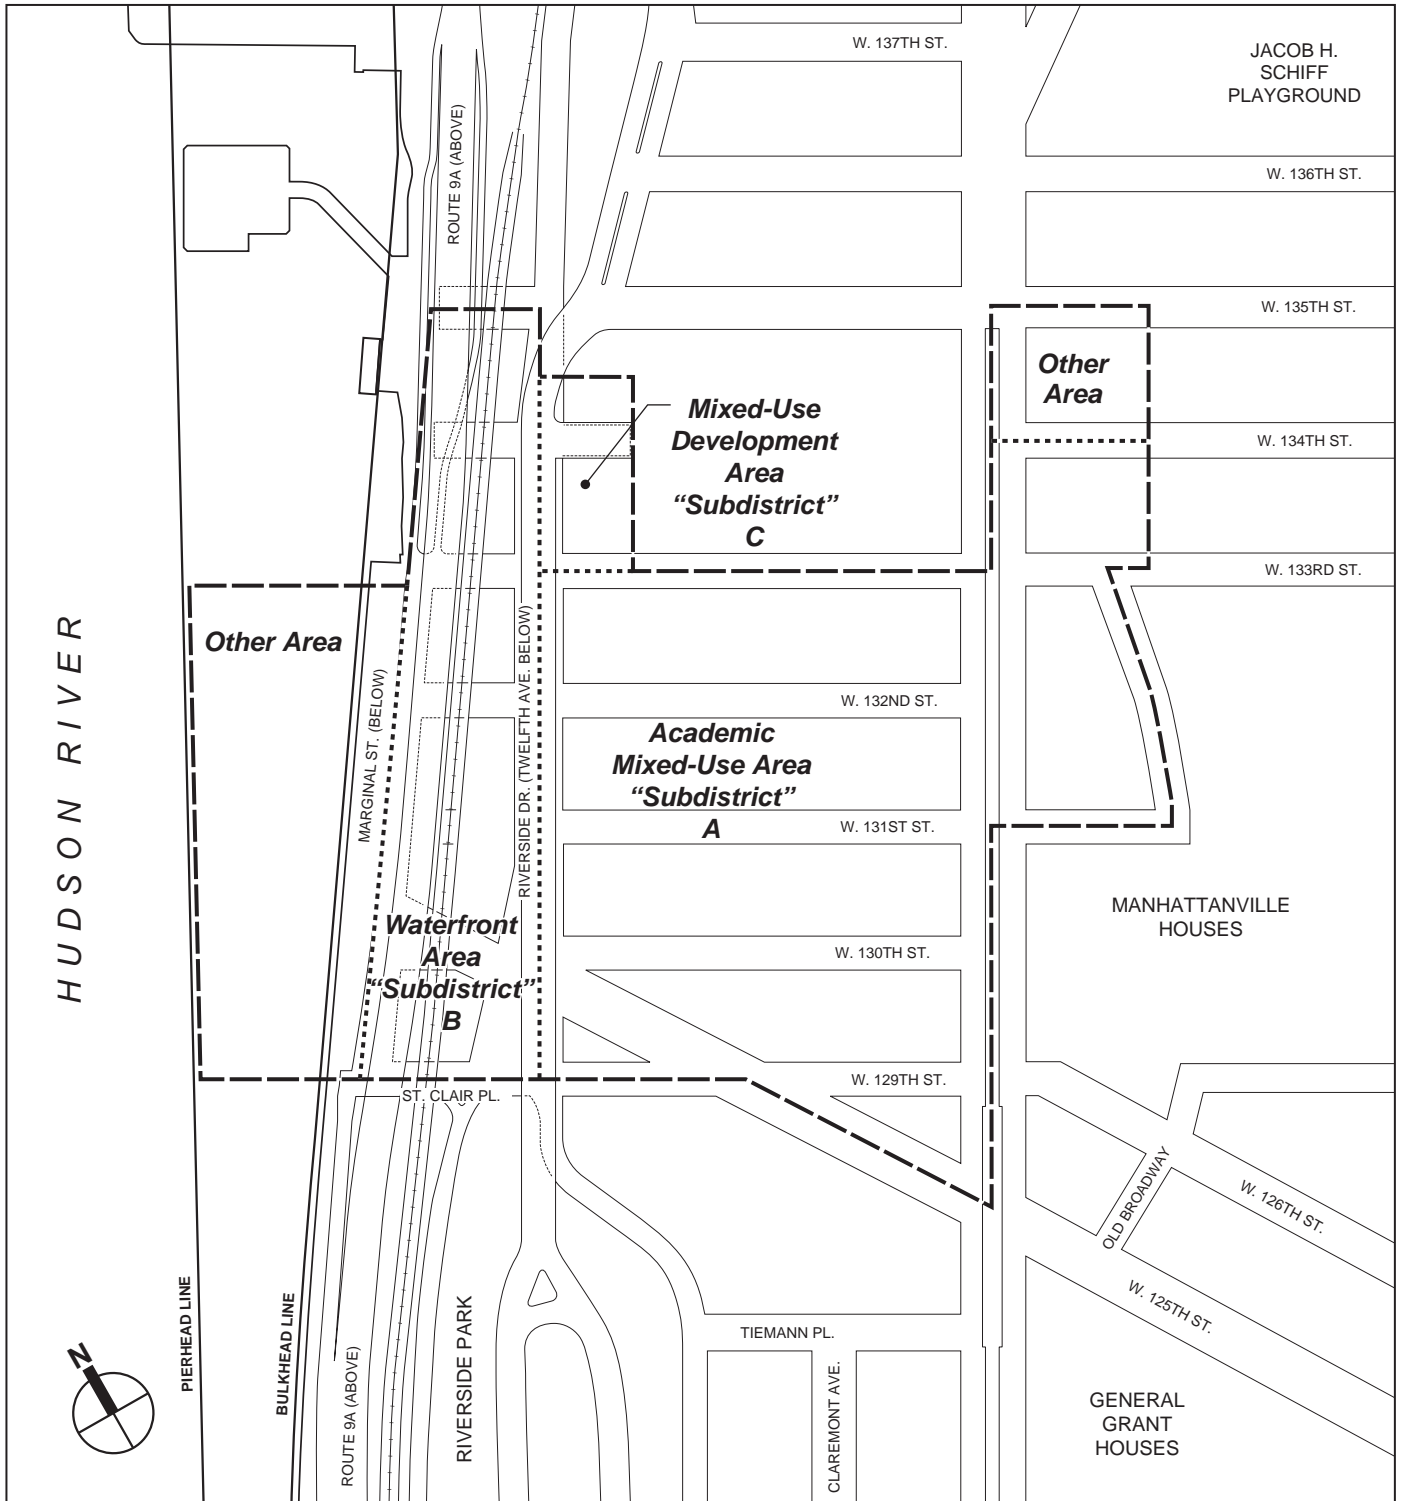 W. 137TH ST.
JACOB H.
SCHIFF
PLAYGROUND
ROUTE 9A (ABOVE)
W. 136TH ST.
W. 135TH ST.
Other
Area
Mixed-Use
Development
Area
“Subdistrict”
C
W. 134TH ST.
W. 133RD ST.
HUDSON RIVER
Other Area
MARGINAL ST. (BELOW)
RIVERSIDE DR. (TWELFTH AVE. BELOW)
W. 132ND ST.
Academic
Mixed-Use Area
“Subdistrict”
A
W. 131ST ST.
Waterfront
Area
“Subdistrict”
B
MANHATTANVILLE
HOUSES
W. 130TH ST.
W. 129TH ST.
ST. CLAIR PL.
OLD BROADWAY
W. 126TH ST.
W. 125TH ST.
PIERHEAD LINE
BULKHEAD LINE
ROUTE 9A (ABOVE)
RIVERSIDE PARK
TIEMANN PL.
CLAREMONT AVE.
GENERAL
GRANT
HOUSES
N